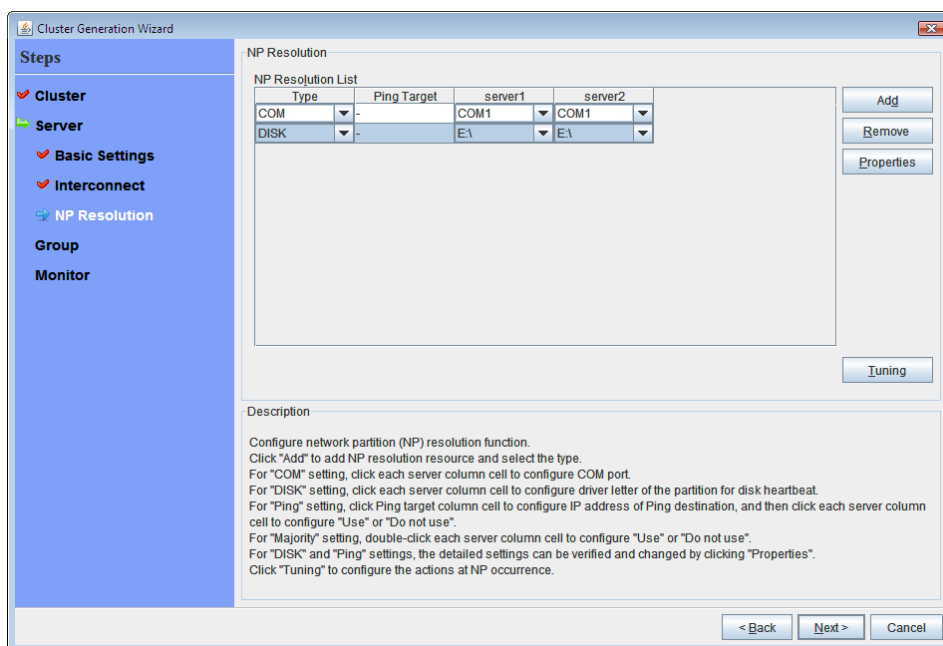 Cluster Generation Wizard
Steps
Cluster
Server
Basic Settings
Interconnect
NP Resolution
Group
Monitor
NP Resolution
NP Resolution List
Type Ping Target server1 server2
COM - COM1 COM1
DISK - E:\ E:\
Add
Remove
Properties
Tuning
Description
Configure network partition (NP) resolution function.
Click "Add" to add NP resolution resource and select the type.
For "COM" setting, click each server column cell to configure COM port.
For "DISK" setting, click each server column cell to configure driver letter of the partition for disk heartbeat.
For "Ping" setting, click Ping target column cell to configure IP address of Ping destination, and then click each server column
cell to configure "Use" or "Do not use".
For "Majority" setting, double-click each server column cell to configure "Use" or "Do not use".
For "DISK" and "Ping" settings, the detailed settings can be verified and changed by clicking "Properties".
Click "Tuning" to configure the actions at NP occurrence.
< Back Next > Cancel